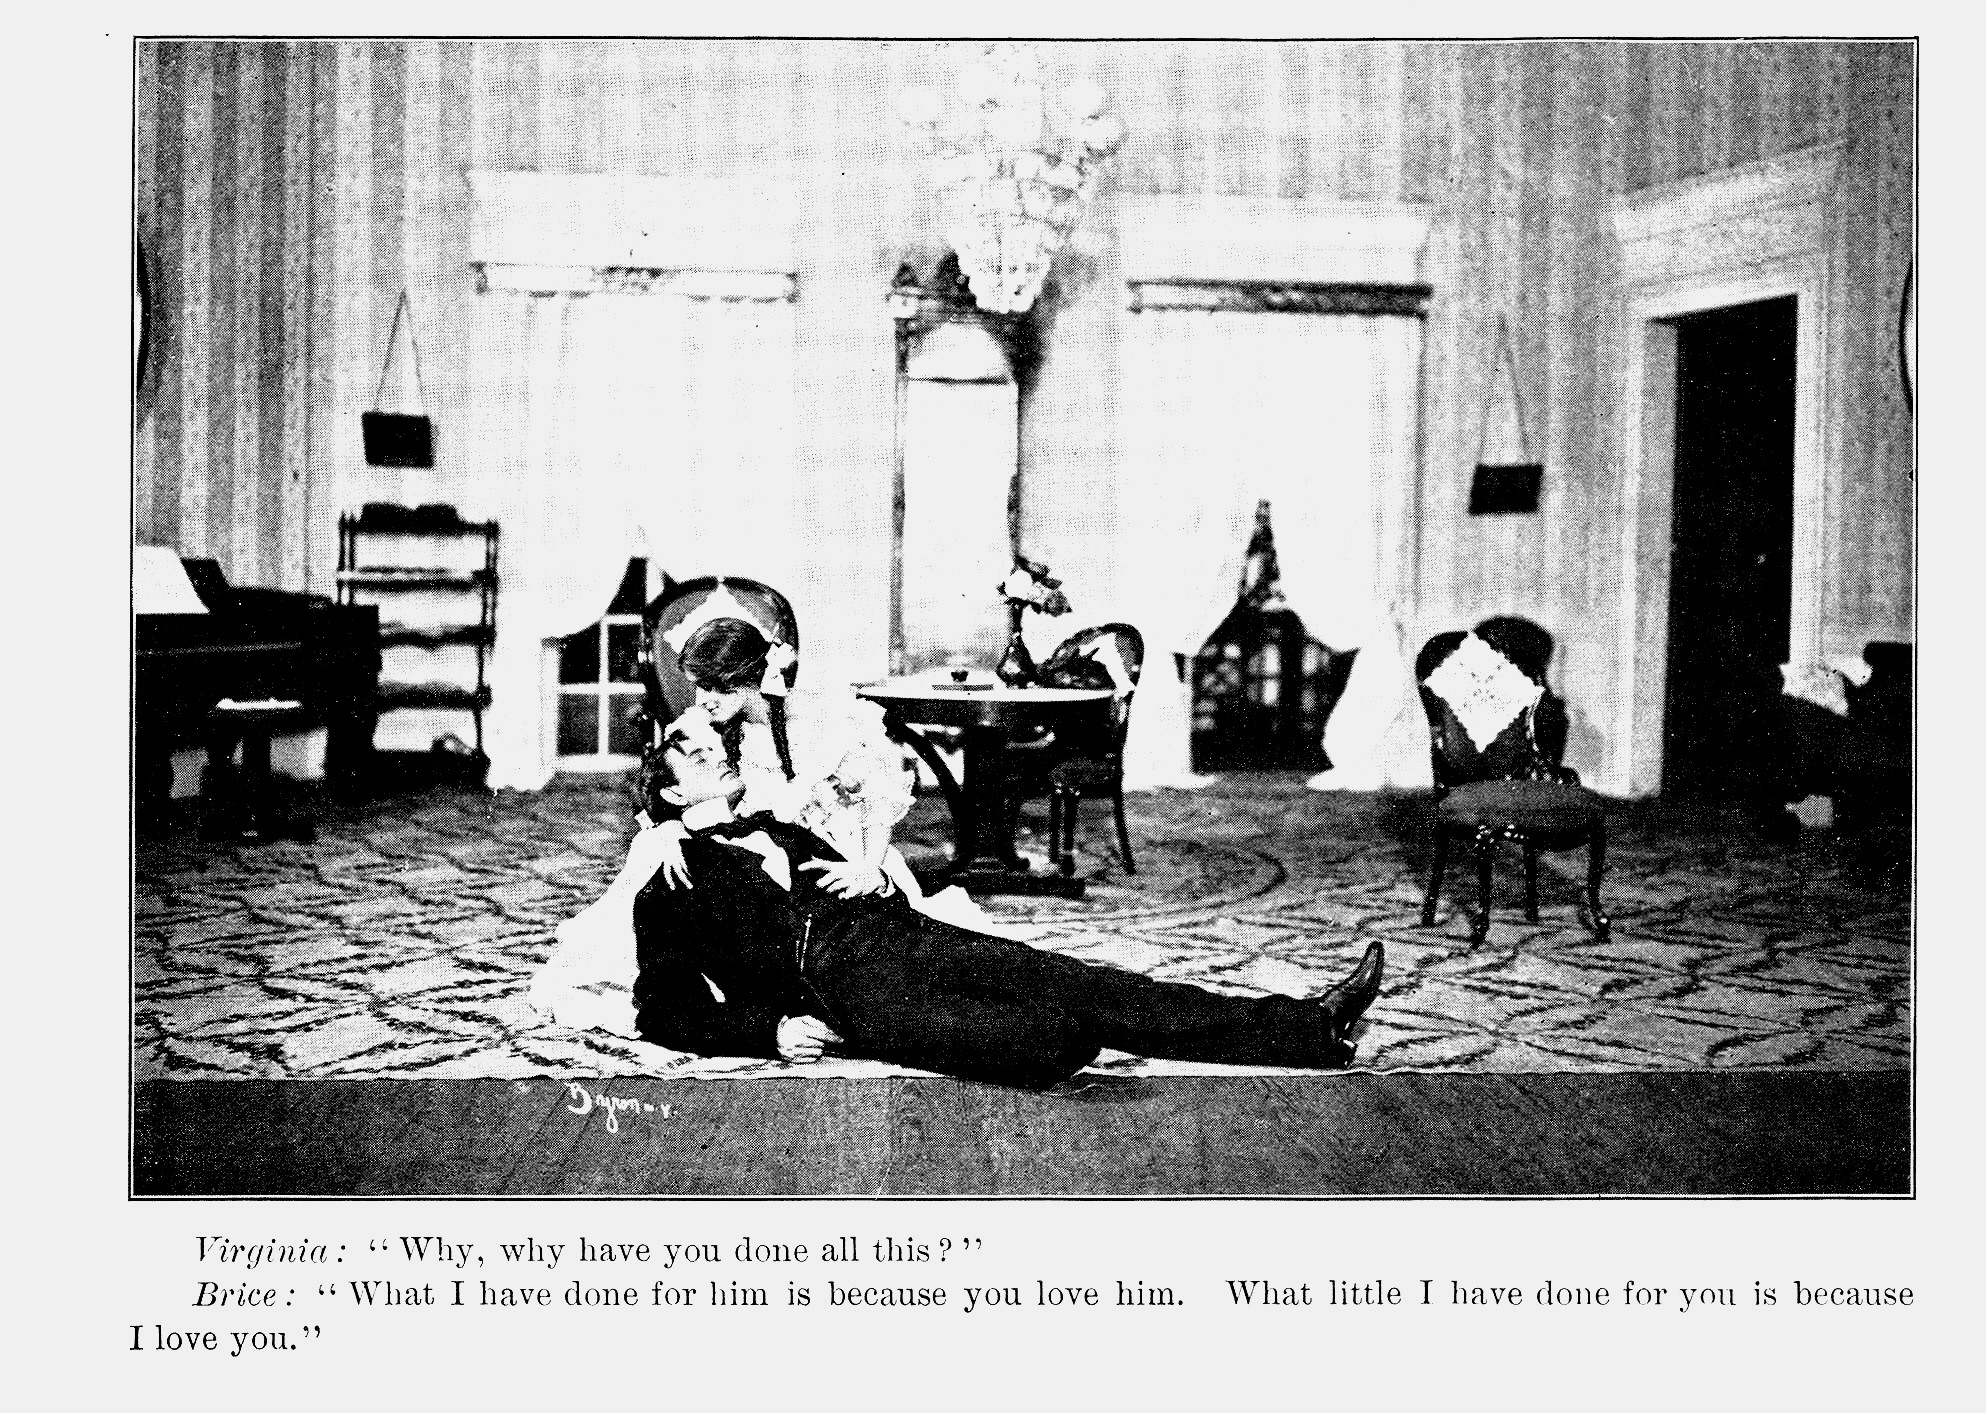 Byron - N.Y.
Virginia: “Why, why have you done all this?”
Brice: “What I have done for him is because you love him. What little I have done for you is because
I love you.”